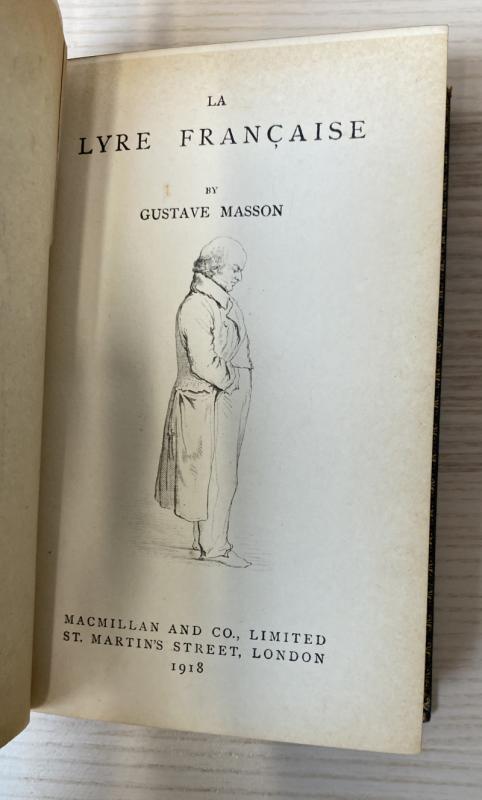 LA
LYRE FRANÇAISE
BY
GUSTAVE MASSON
MACMILLAN AND CO., LIMITED
ST. MARTIN'S STREET, LONDON
1918